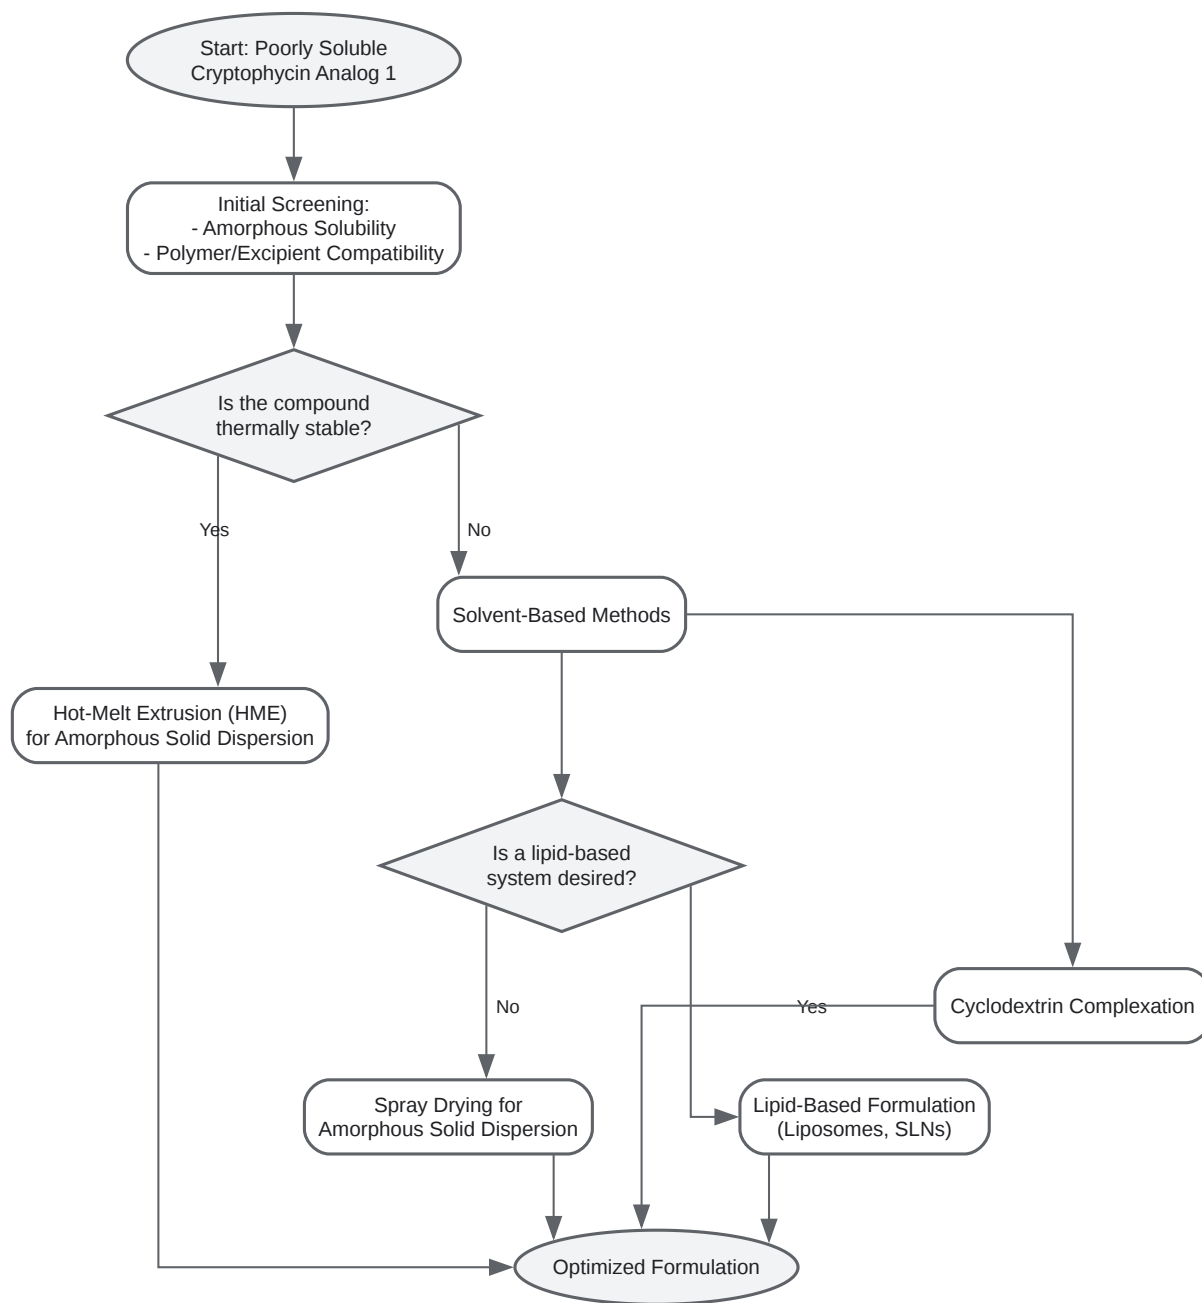 Start: Poorly Soluble
Cryptophycin Analog 1
Initial Screening:
- Amorphous Solubility
- Polymer/Excipient Compatibility
Is the compound
thermally stable?
Yes
No
Solvent-Based Methods
Hot-Melt Extrusion (HME)
for Amorphous Solid Dispersion
Is a lipid-based
system desired?
No
Yes
Cyclodextrin Complexation
Spray Drying for
Amorphous Solid Dispersion
Lipid-Based Formulation
(Liposomes, SLNs)
Optimized Formulation